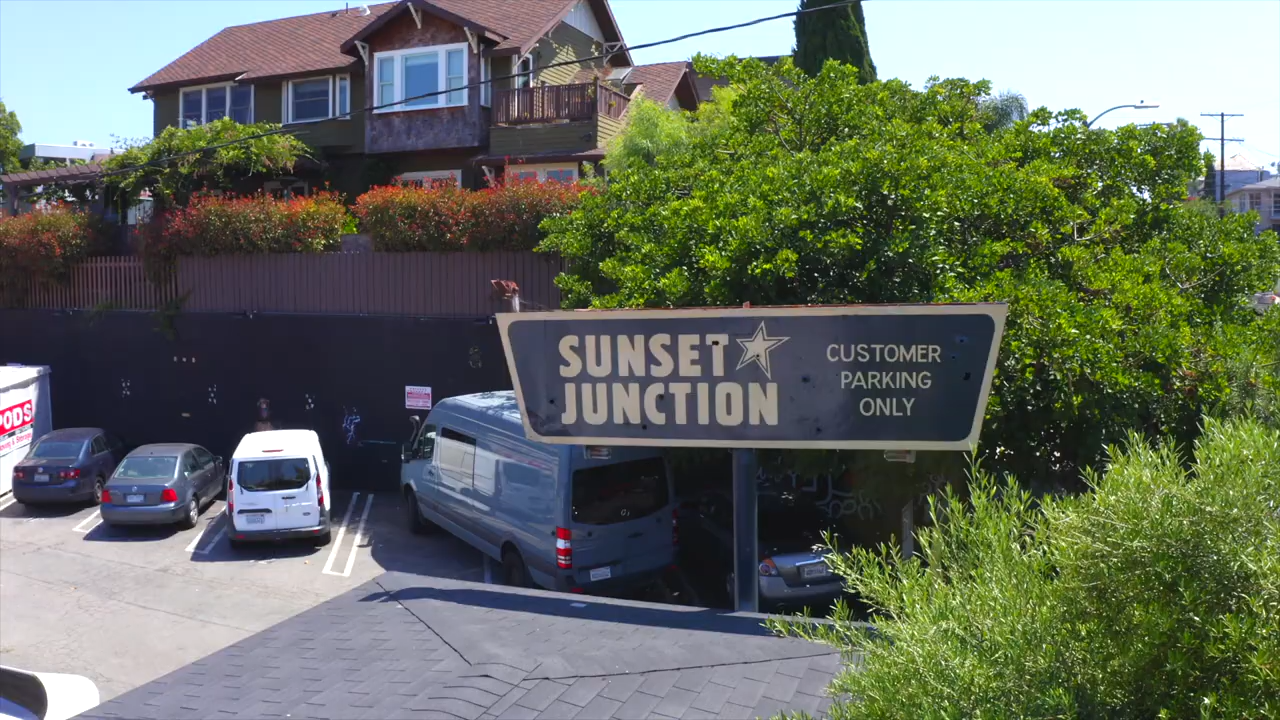 SUNSET
JUNCTION
CUSTOMER
PARKING
ONLY
PODS